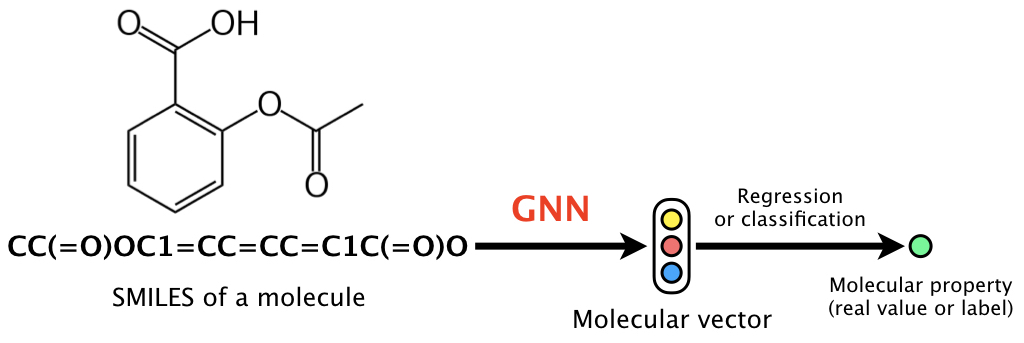 O
OH
O
O
GNN
Regression
or classification
CC(=O)OC1=CC=CC=C1C(=O)O
SMILES of a molecule
Molecular vector
Molecular property
(real value or label)